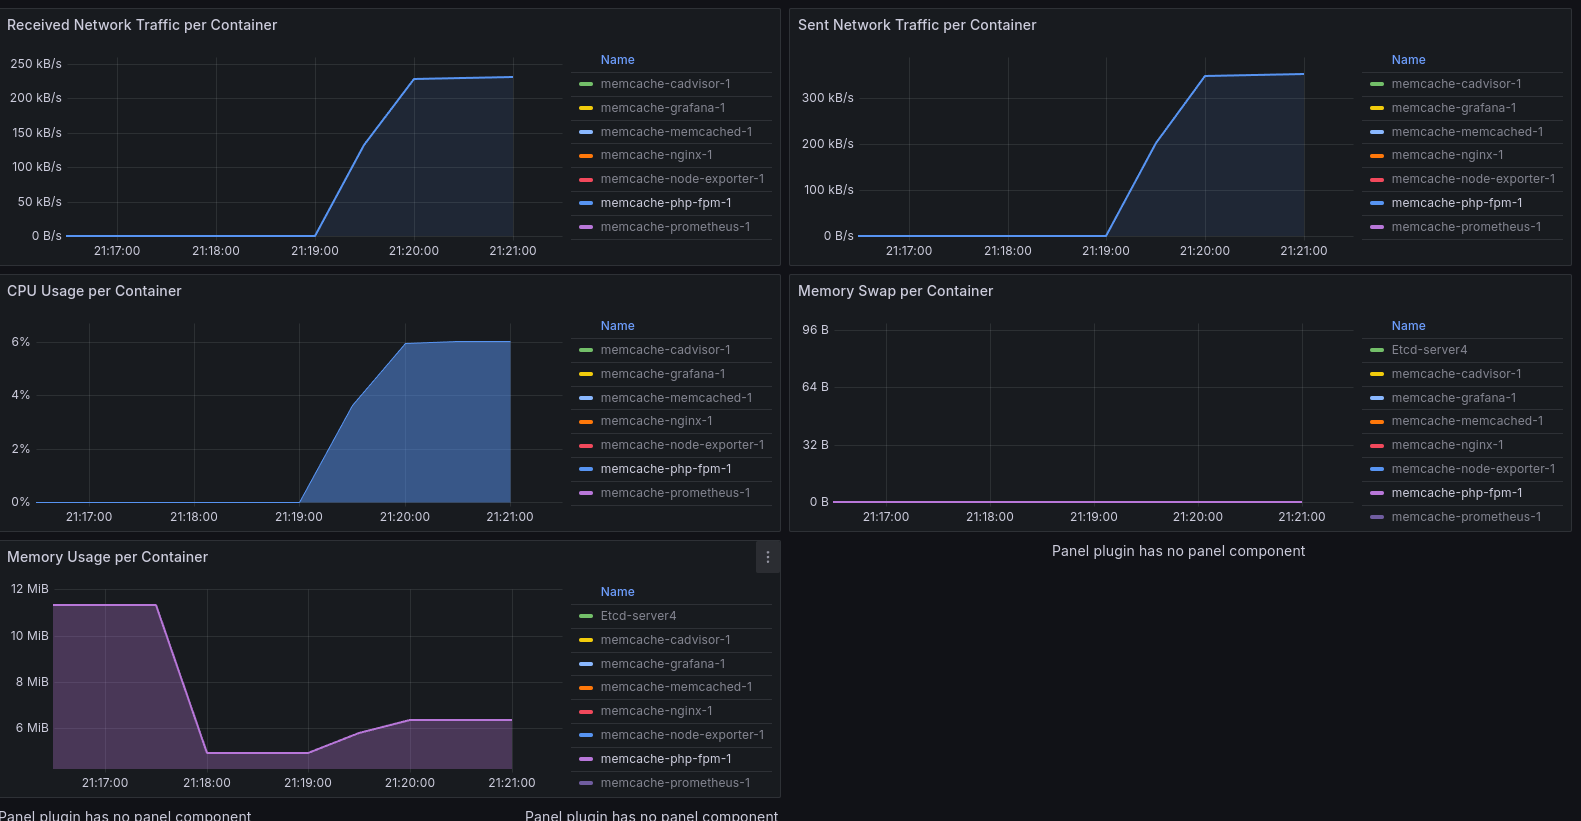 Received Network Traffic per Container
250 kB/s
200 kB/s
150 kB/s
100 kB/s
50 kB/s
0 B/s
21:17:00 21:18:00 21:19:00 21:20:00 21:21:00
Name
memcache-cadvisor-1
memcache-grafana-1
memcache-memcached-1
memcache-nginx-1
memcache-node-exporter-1
memcache-php-fpm-1
memcache-prometheus-1
Sent Network Traffic per Container
300 kB/s
200 kB/s
100 kB/s
0 B/s
21:17:00 21:18:00 21:19:00 21:20:00 21:21:00
Name
memcache-cadvisor-1
memcache-grafana-1
memcache-memcached-1
memcache-nginx-1
memcache-node-exporter-1
memcache-php-fpm-1
memcache-prometheus-1
CPU Usage per Container
6%
4%
2%
0%
21:17:00 21:18:00 21:19:00 21:20:00 21:21:00
Name
memcache-cadvisor-1
memcache-grafana-1
memcache-memcached-1
memcache-nginx-1
memcache-node-exporter-1
memcache-php-fpm-1
memcache-prometheus-1
Memory Swap per Container
96 B
64 B
32 B
0 B
21:17:00 21:18:00 21:19:00 21:20:00 21:21:00
Name
Etcd-server4
memcache-cadvisor-1
memcache-grafana-1
memcache-memcached-1
memcache-nginx-1
memcache-node-exporter-1
memcache-php-fpm-1
memcache-prometheus-1
Memory Usage per Container
12 MiB
10 MiB
8 MiB
6 MiB
21:17:00 21:18:00 21:19:00 21:20:00 21:21:00
Name
Etcd-server4
memcache-cadvisor-1
memcache-grafana-1
memcache-memcached-1
memcache-nginx-1
memcache-node-exporter-1
memcache-php-fpm-1
memcache-prometheus-1
Panel plugin has no panel component
Panel plugin has no panel component
Panel plugin has no panel component